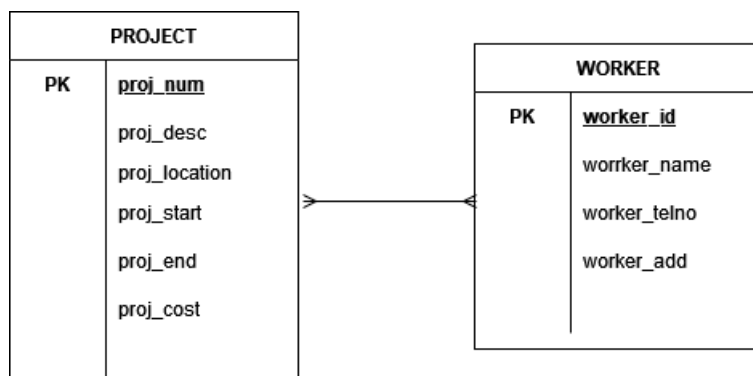 PROJECT
PK proj_num
proj_desc
proj_location
proj_start
proj_end
proj_cost
WORKER
PK worker_id
worrker_name
worker_telno
worker_add